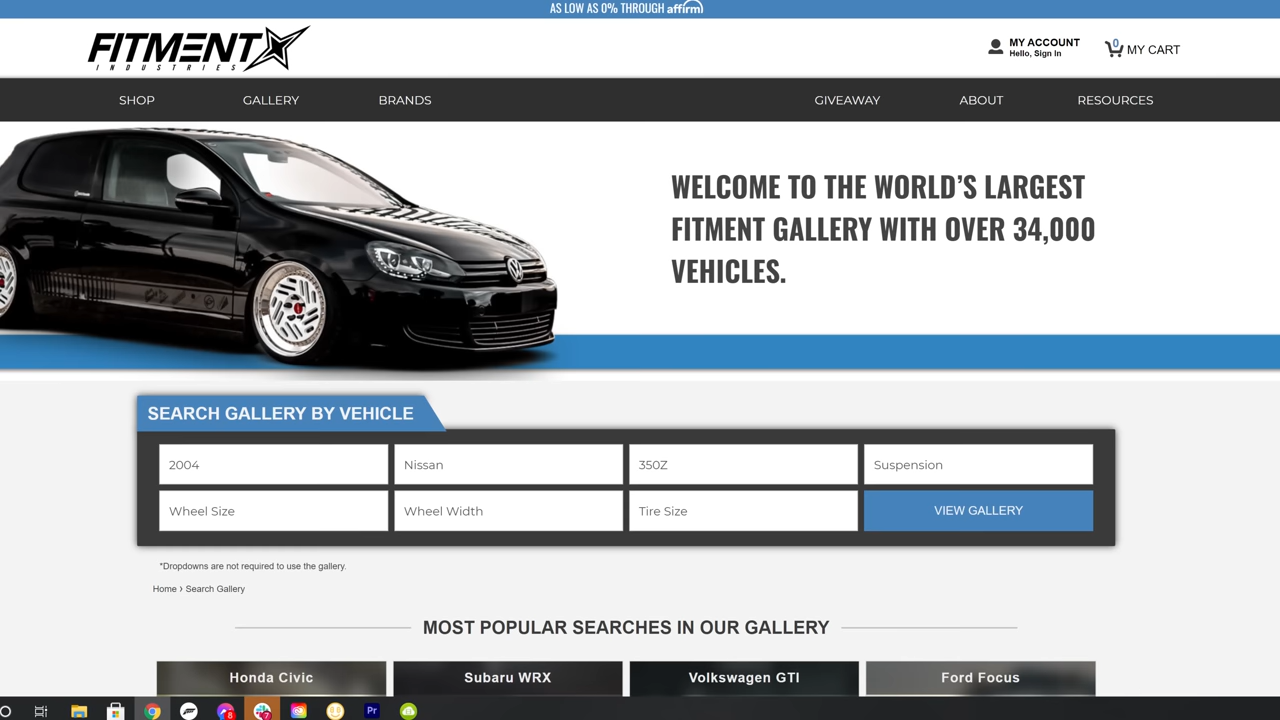 AS LOW AS 0% THROUGH affirm
FITMENT
INDUSTRIES
MY ACCOUNT
Hello, Sign In
0
MY CART
SHOP
GALLERY
BRANDS
GIVEAWAY
ABOUT
RESOURCES
WELCOME TO THE WORLD’S LARGEST
FITMENT GALLERY WITH OVER 34,000
VEHICLES.
SEARCH GALLERY BY VEHICLE
2004
Nissan
350Z
Suspension
Wheel Size
Wheel Width
Tire Size
VIEW GALLERY
*Dropdowns are not required to use the gallery.
Home › Search Gallery
MOST POPULAR SEARCHES IN OUR GALLERY
Honda Civic
Subaru WRX
Volkswagen GTI
Ford Focus
8
7
Pr